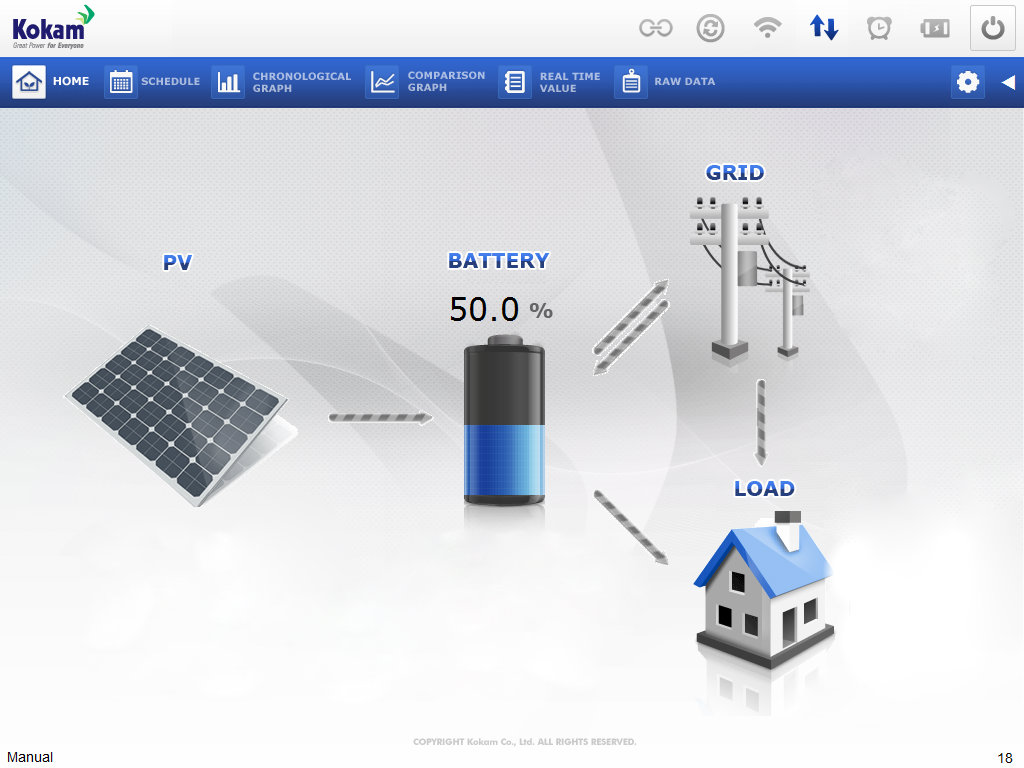 Kokam
Great Power for Everyone
HOME
SCHEDULE
CHRONOLOGICAL
GRAPH
COMPARISON
GRAPH
REAL TIME
VALUE
RAW DATA
GRID
PV
BATTERY
50.0 %
LOAD
COPYRIGHT Kokam Co., Ltd. ALL RIGHTS RESERVED.
Manual
18